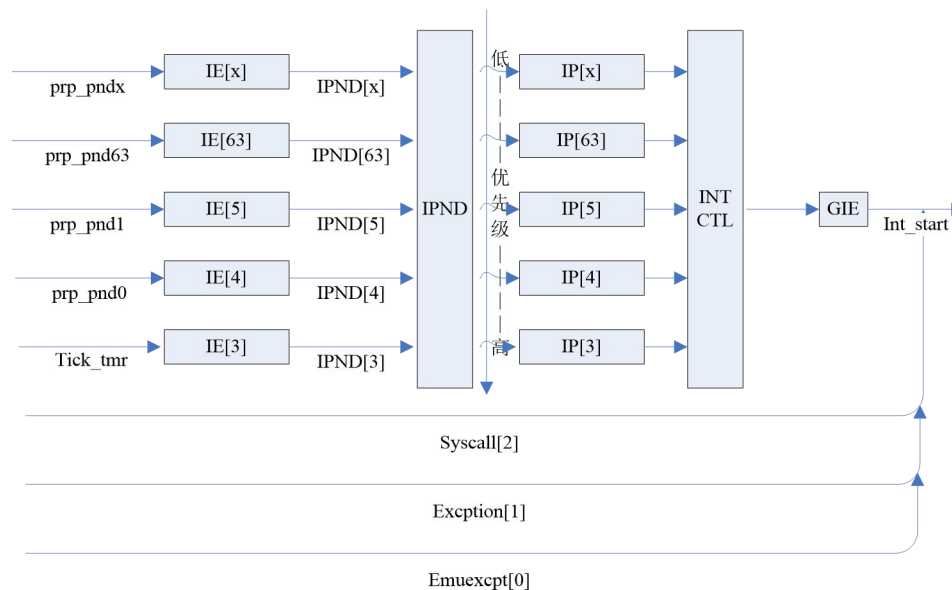 prp_pndx
IE[x]
IPND[x]
低
IP[x]
prp_pnd63
IE[63]
IPND[63]
IP[63]
prp_pnd1
IE[5]
IPND[5]
IPND
优先级
IP[5]
INT
CTL
GIE
Int_start
prp_pnd0
IE[4]
IPND[4]
IP[4]
Tick_tmr
IE[3]
IPND[3]
高
IP[3]
Syscall[2]
Excption[1]
Emuexcpt[0]